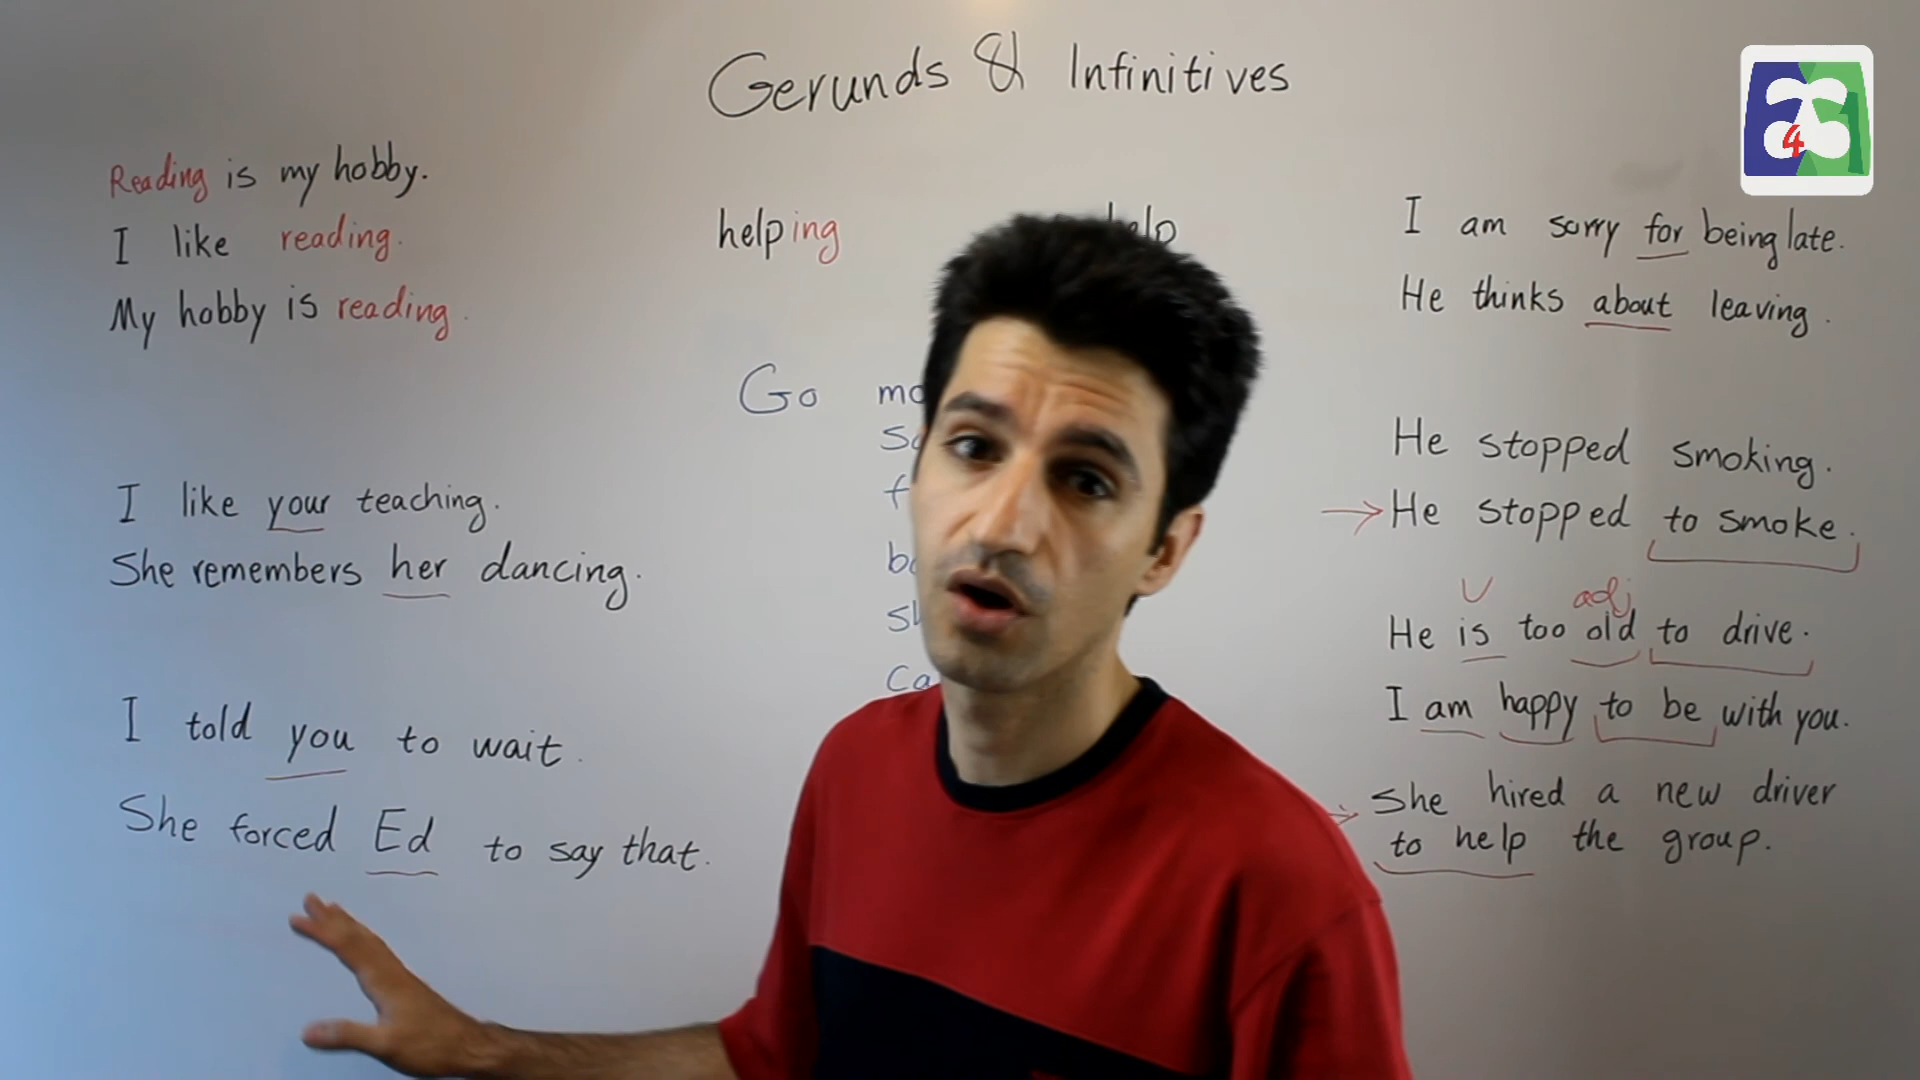 Gerunds & Infinitives
Reading is my hobby.
I like reading.
My hobby is reading.
I like your teaching.
She remembers her dancing.
I told you to wait.
She forced Ed to say that.
helping
Go
I am sorry for being late.
He thinks about leaving.
He stopped smoking.
He stopped to smoke.
V adj
He is too old to drive.
I am happy to be with you.
She hired a new driver
to help the group.
4